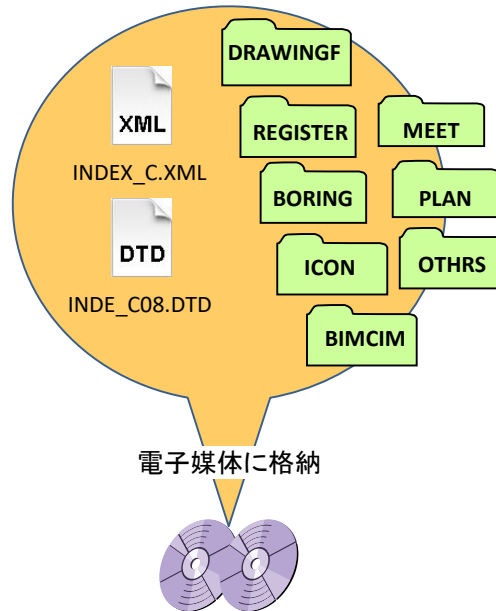 DRAWINGF
XML
INDEX_C.XML
REGISTER
MEET
BORING
PLAN
DTD
INDE_C08.DTD
ICON
OTHRS
BIMCIM
電子媒体に格納